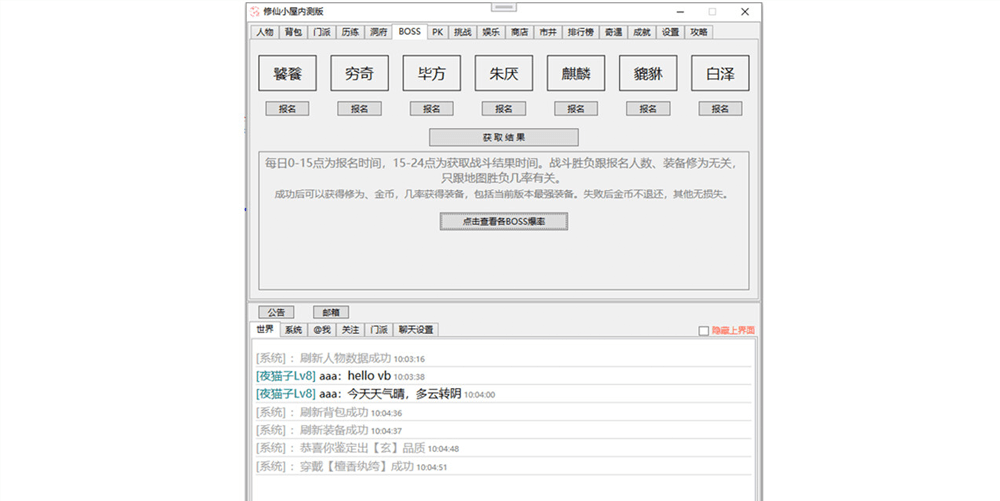 修仙小屋内测版
人物 背包 门派 历练 洞府 BOSS PK 挑战 娱乐 商店 市井 排行榜 奇遇 成就 设置 攻略
饕餮 穷奇 毕方 朱厌 麒麟 貔貅 白泽
报名 报名 报名 报名 报名 报名 报名
获 取 结 果
每日0-15点为报名时间，15-24点为获取战斗结果时间。战斗胜负跟报名人数、装备修为无关，
只跟地图胜负几率有关。
成功后可以获得修为、金币，几率获得装备，包括当前版本最强装备。失败后金币不退还，其他无损失。
点击查看各BOSS爆率
公告 邮箱
世界 系统 @我 关注 门派 聊天设置 隐藏上界面
[系统]：刷新人物数据成功 10:03:16
[夜猫子Lv8] aaa：hello vb 10:03:38
[夜猫子Lv8] aaa：今天天气晴，多云转阴 10:04:00
[系统]：刷新背包成功 10:04:36
[系统]：刷新装备成功 10:04:37
[系统]：恭喜你鉴定出【玄】品质 10:04:48
[系统]：穿戴【檀香纨绔】成功 10:04:51